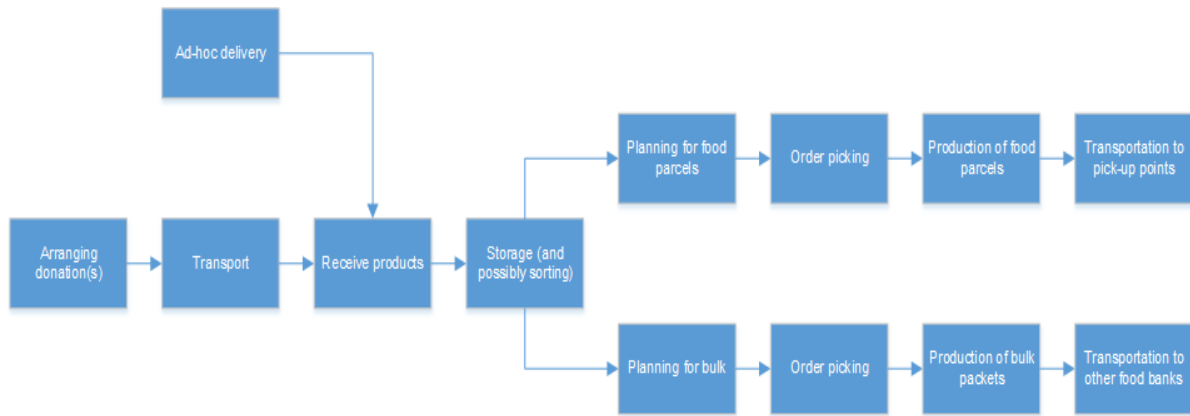 Ad-hoc delivery
Planning for food
parcels
Order picking
Production of food
parcels
Transportation to
pick-up points
Arranging
donation(s)
Transport
Receive products
Storage (and
possibly sorting)
Planning for bulk
Order picking
Production of bulk
packets
Transportation to
other food banks